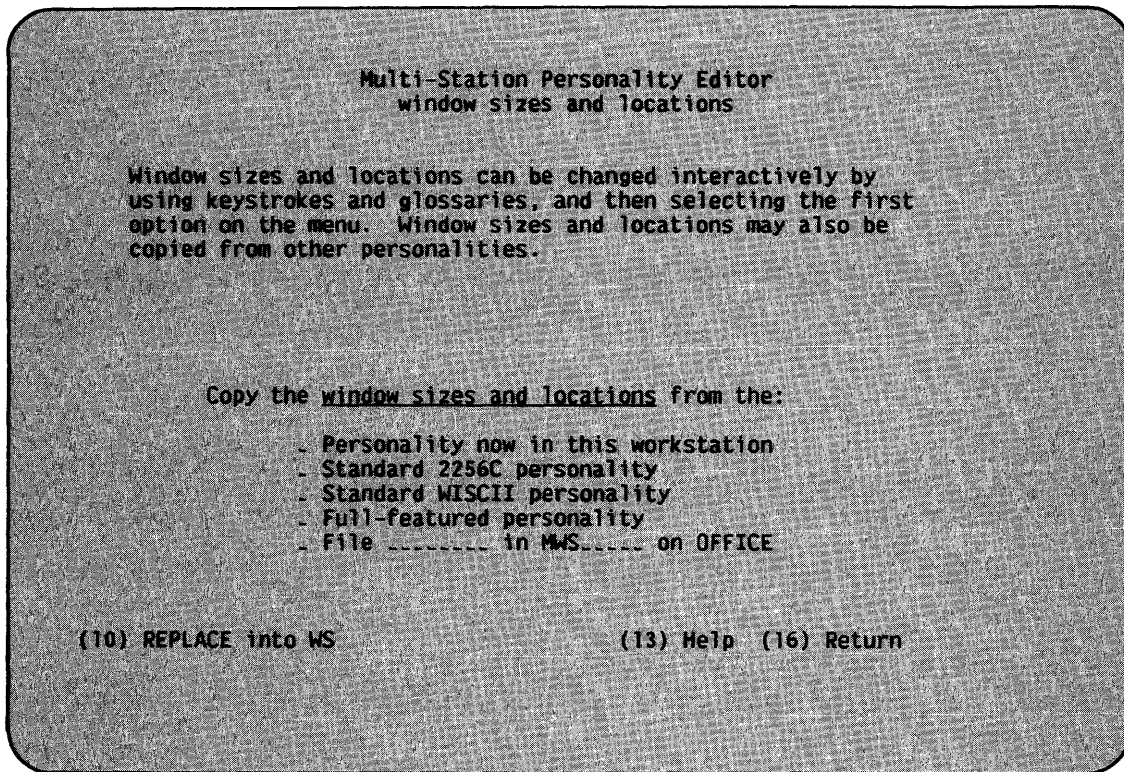 Multi-Station Personality Editor
window sizes and locations
Window sizes and locations can be changed interactively by
using keystrokes and glossaries, and then selecting the first
option on the menu.  Window sizes and locations may also be
copied from other personalities.
Copy the window sizes and locations from the:
_ Personality now in this workstation
_ Standard 2256C personality
_ Standard WISCII personality
_ Full-featured personality
_ File ________ in MWS_____ on OFFICE
(10) REPLACE into WS (13) Help (16) Return